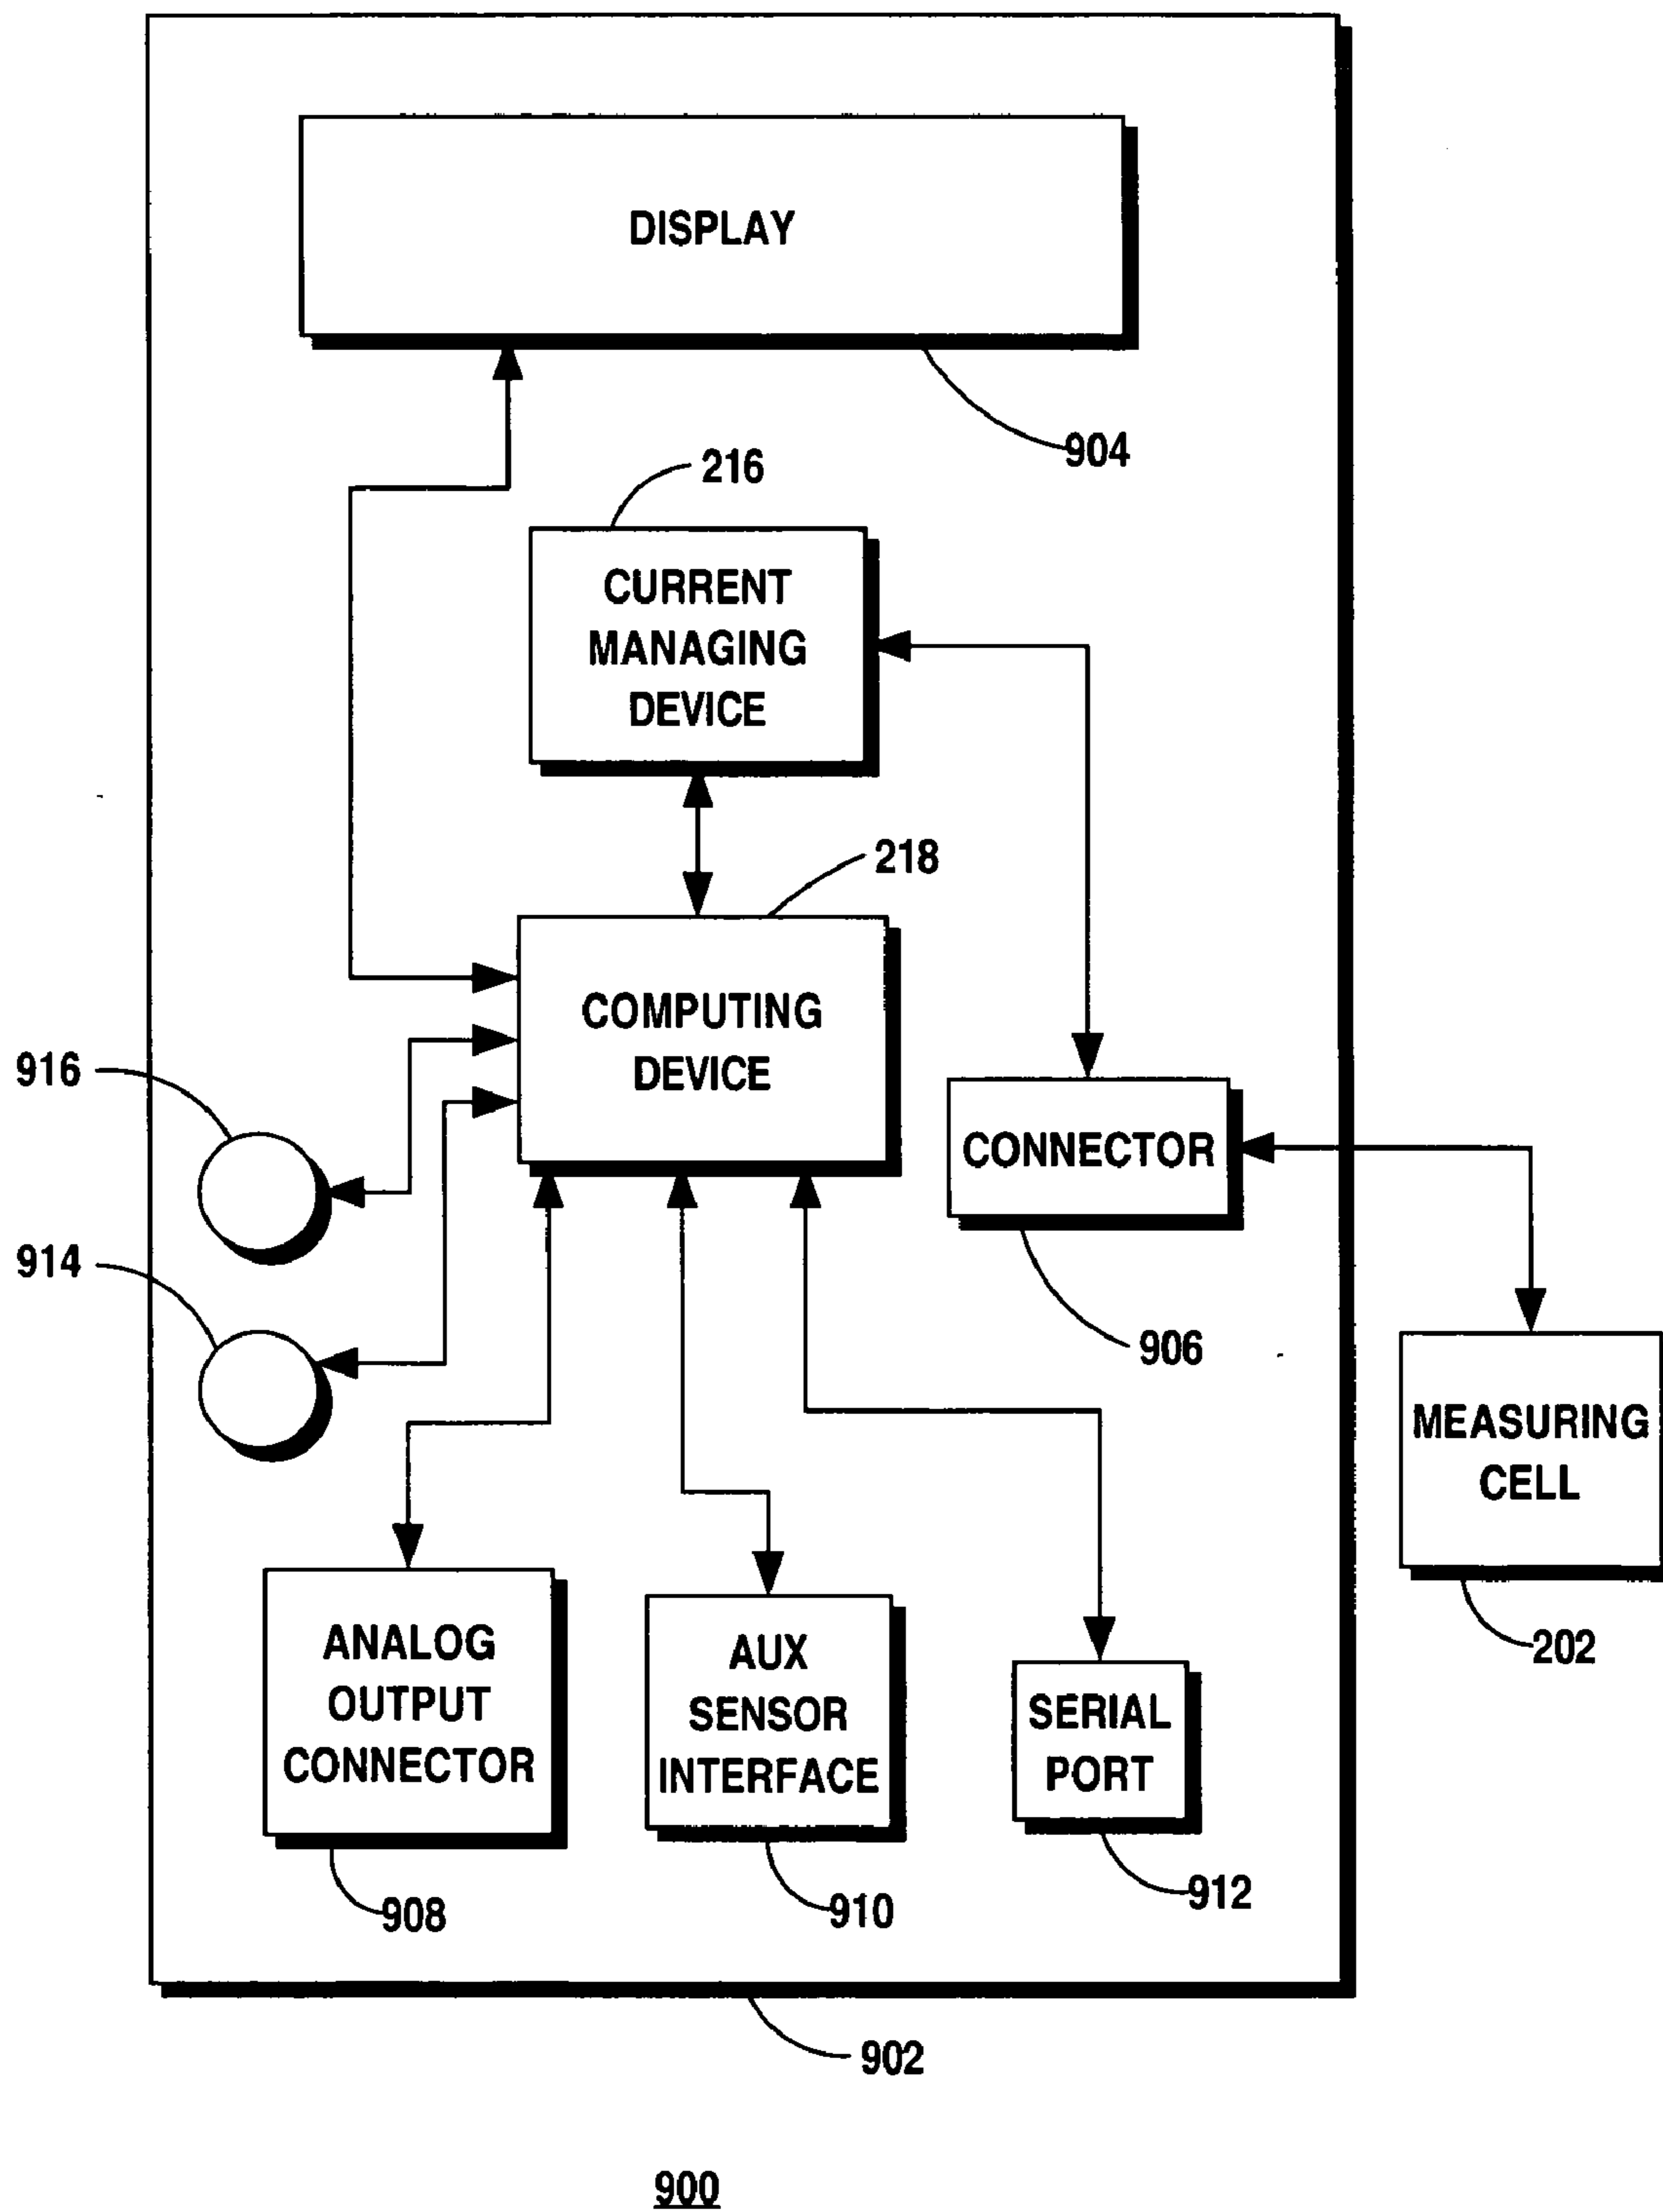 DISPLAY
904
216
CURRENT
MANAGING
DEVICE
218
COMPUTING
DEVICE
916
CONNECTOR
914
906
MEASURING
CELL
202
ANALOG
OUTPUT
CONNECTOR
AUX
SENSOR
INTERFACE
SERIAL
PORT
908
910
912
902
900